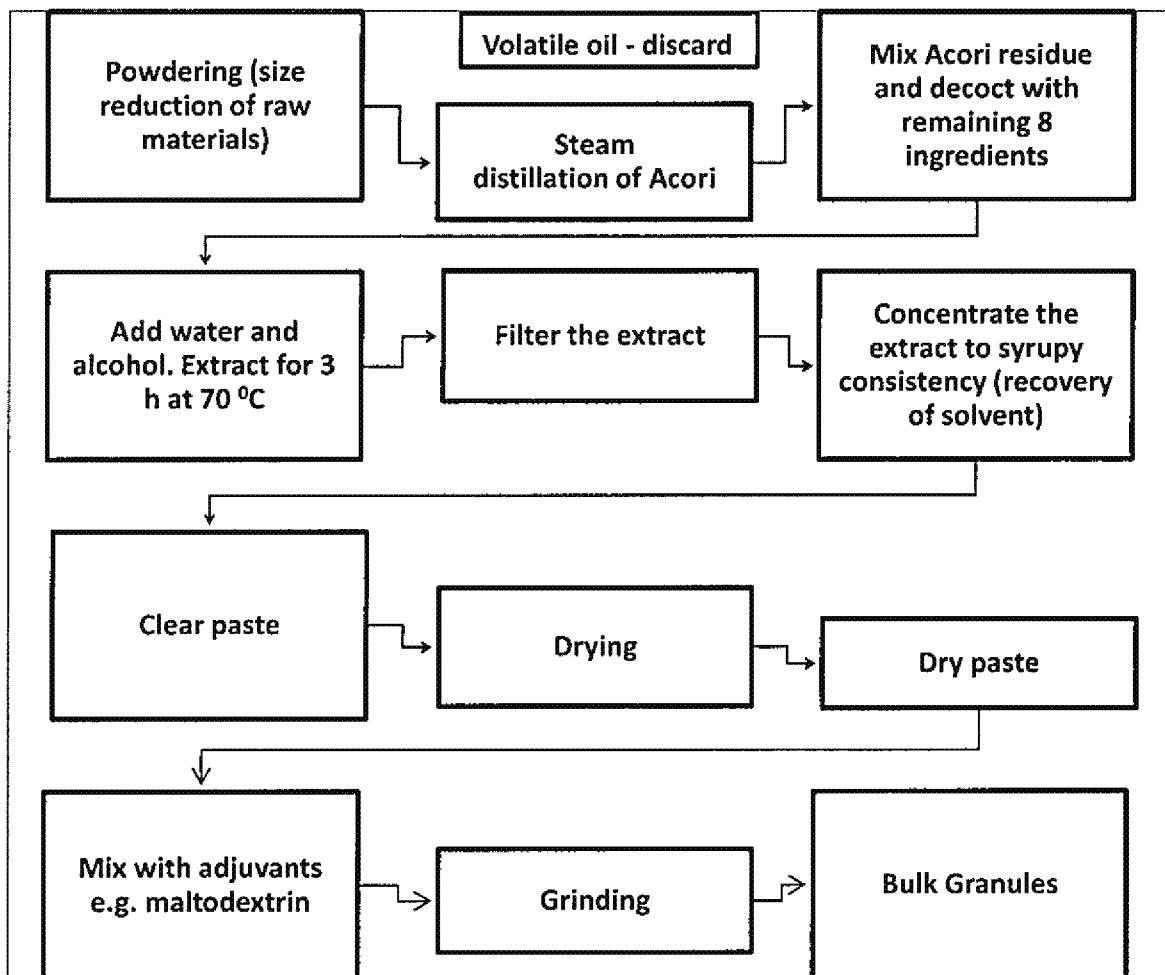 Powdering (size
reduction of raw
materials)
Volatile oil - discard
Steam
distillation of Acori
Mix Acori residue
and decoct with
remaining 8
ingredients
Add water and
alcohol. Extract for 3
h at 70 ⁰C
Filter the extract
Concentrate the
extract to syrupy
consistency (recovery
of solvent)
Clear paste
Drying
Dry paste
Mix with adjuvants
e.g. maltodextrin
Grinding
Bulk Granules